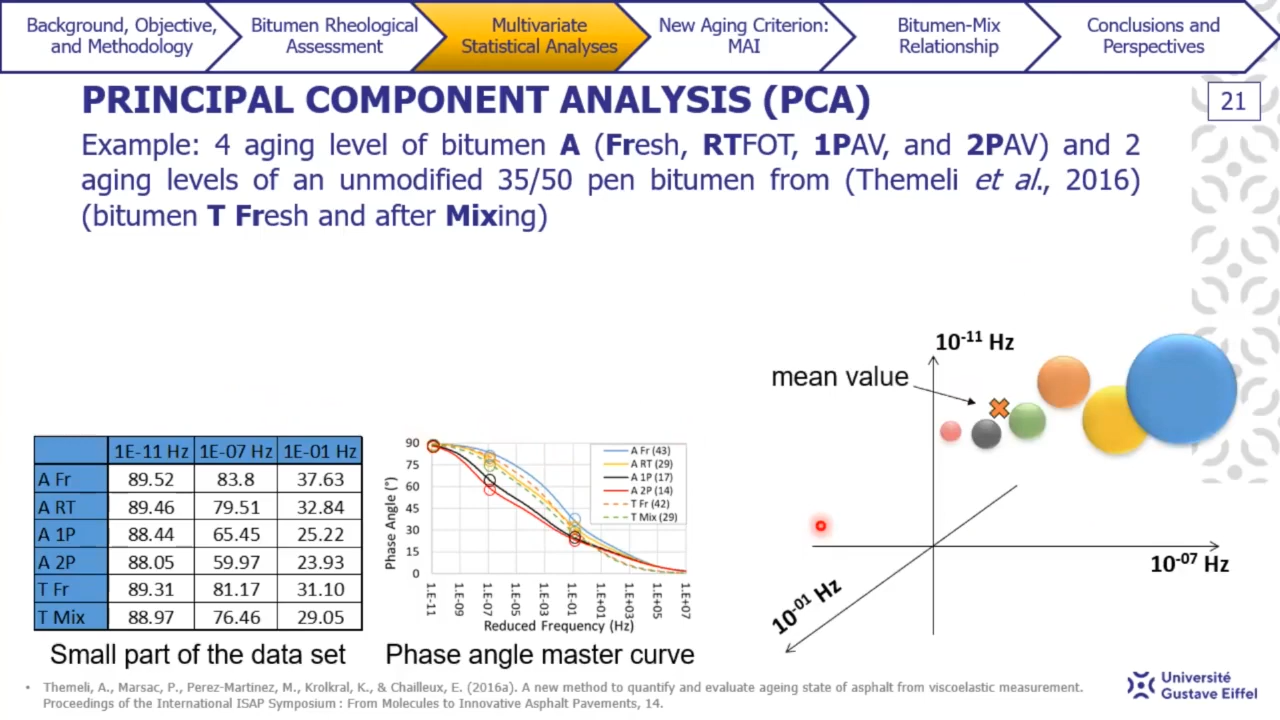 Background, Objective,
and Methodology
Bitumen Rheological
Assessment
Multivariate
Statistical Analyses
New Aging Criterion:
MAI
Bitumen-Mix
Relationship
Conclusions and
Perspectives
PRINCIPAL COMPONENT ANALYSIS (PCA)
21
Example: 4 aging level of bitumen A (Fresh, RTFOT, 1PAV, and 2PAV) and 2
aging levels of an unmodified 35/50 pen bitumen from (Themeli et al., 2016)
(bitumen T Fresh and after Mixing)
1E-11 Hz 1E-07 Hz 1E-01 Hz
A Fr 89.52 83.8 37.63
A RT 89.46 79.51 32.84
A 1P 88.44 65.45 25.22
A 2P 88.05 59.97 23.93
T Fr 89.31 81.17 31.10
T Mix 88.97 76.46 29.05
Small part of the data set
Phase Angle (°)
90
75
60
45
30
15
0
A Fr (43)
A RT (29)
A 1P (17)
A 2P (14)
T Fr (42)
T Mix (29)
1.E-11 1.E-09 1.E-07 1.E-05 1.E-03 1.E-01 1.E+01 1.E+03 1.E+05 1.E+07
Reduced Frequency (Hz)
Phase angle master curve
10-11 Hz
mean value
10-07 Hz
10-01 Hz
• Themeli, A., Marsac, P., Perez-Martinez, M., Krolkral, K., & Chailleux, E. (2016a). A new method to quantify and evaluate ageing state of asphalt from viscoelastic measurement.
Proceedings of the International ISAP Symposium : From Molecules to Innovative Asphalt Pavements, 14.
Université
Gustave Eiffel